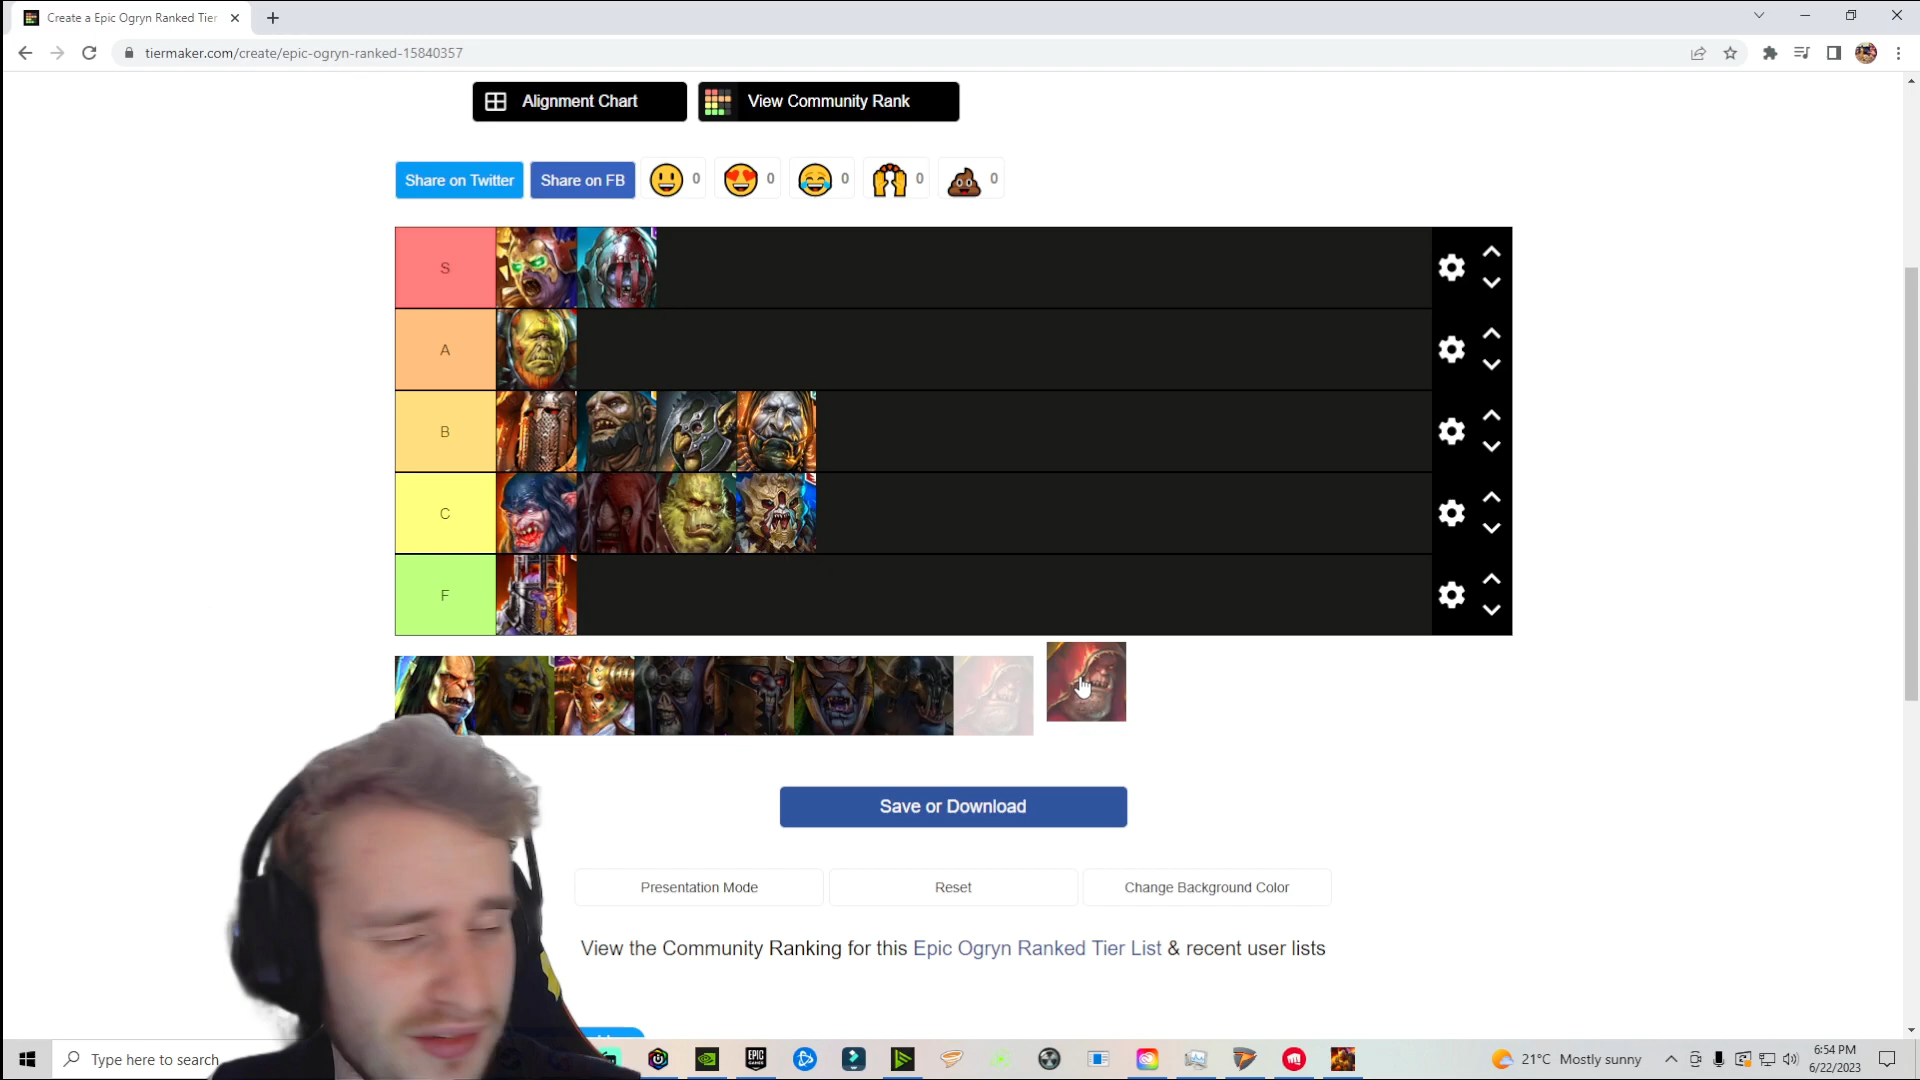 Create a Epic Ogryn Ranked Tier
tiermaker.com/create/epic-ogryn-ranked-15840357
Alignment Chart
View Community Rank
Share on Twitter
Share on FB
0
0
0
0
0
S
A
B
C
F
Save or Download
Presentation Mode
Reset
Change Background Color
View the Community Ranking for this Epic Ogryn Ranked Tier List & recent user lists
Type here to search
EPIC
GAMES
21°C Mostly sunny
6:54 PM
6/22/2023